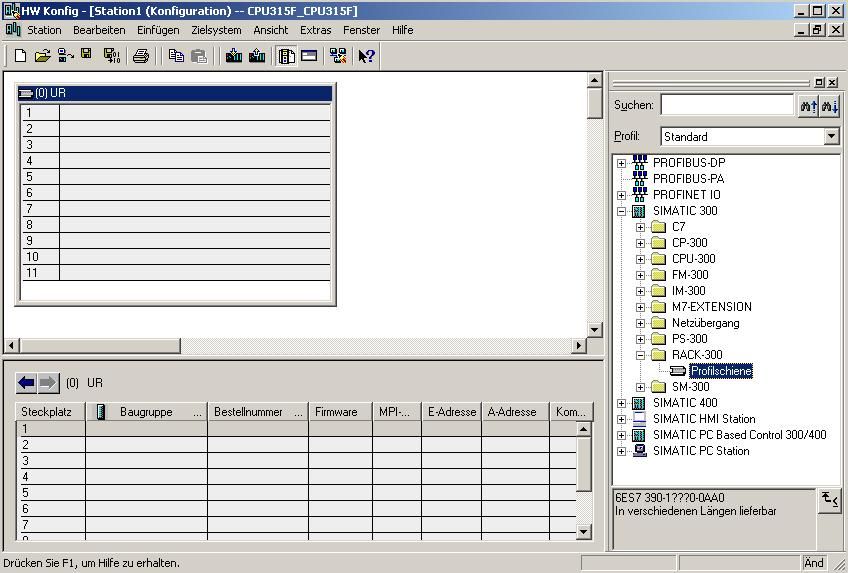 HW Konfig - [Station1 (Konfiguration) -- CPU315F_CPU315F]
Station Bearbeiten Einfügen Zielsystem Ansicht Extras Fenster Hilfe
(0) UR
1
2
3
4
5
6
7
8
9
10
11
Suchen:
Profil: Standard
PROFIBUS-DP
PROFIBUS-PA
PROFINET IO
SIMATIC 300
C7
CP-300
CPU-300
FM-300
IM-300
M7-EXTENSION
Netzübergang
PS-300
RACK-300
Profilschiene
SM-300
SIMATIC 400
SIMATIC HMI Station
SIMATIC PC Based Control 300/400
SIMATIC PC Station
6ES7 390-1???0-0AA0
In verschiedenen Längen lieferbar
(0) UR
Steckplatz Baugruppe ... Bestellnummer ... Firmware MPI-... E-Adresse A-Adresse Kom...
1
2
3
4
5
6
7
Drücken Sie F1, um Hilfe zu erhalten.
Änd